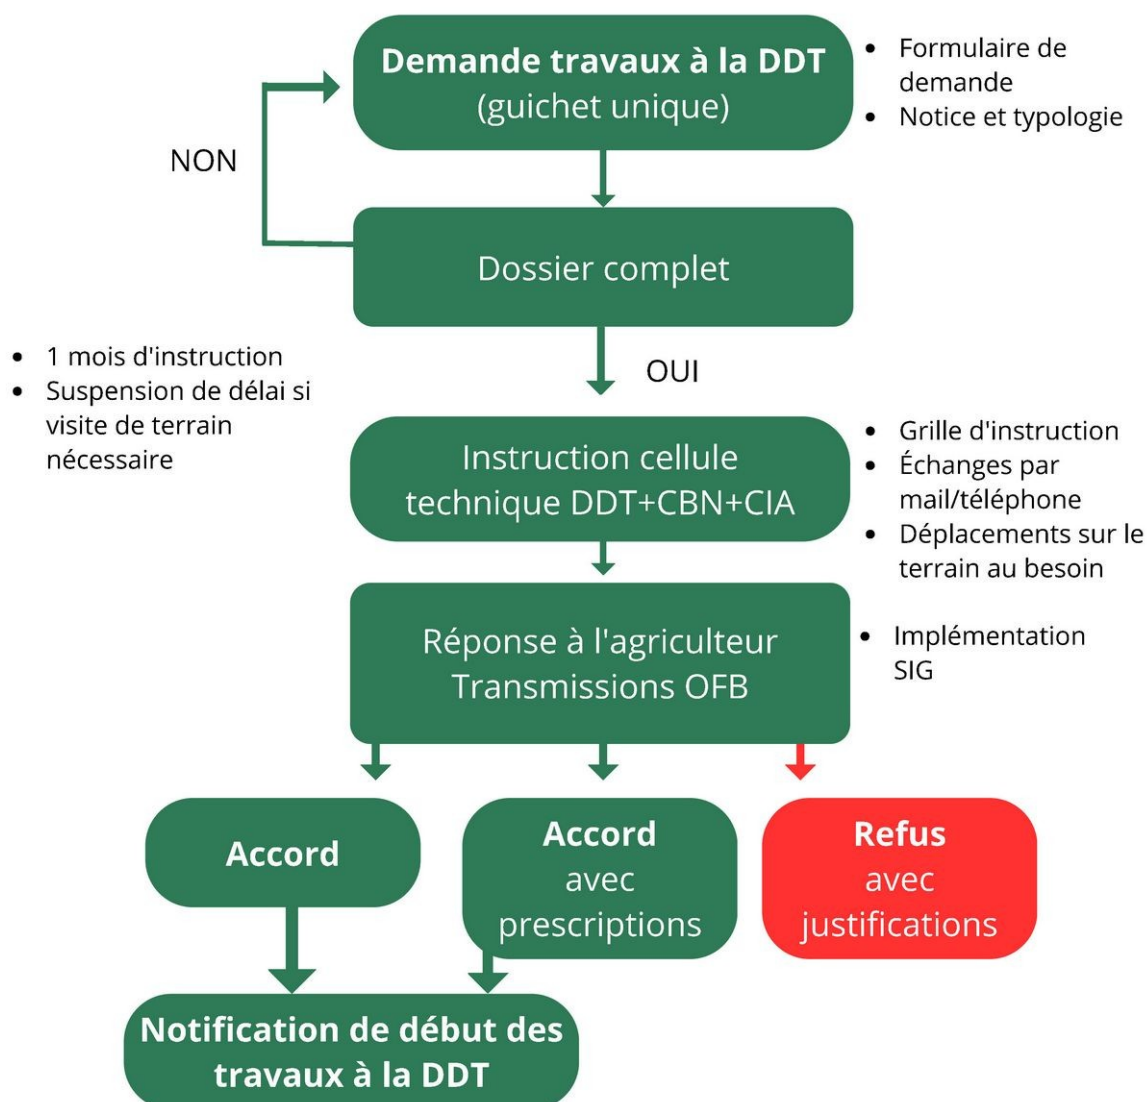 Demande travaux à la DDT
(guichet unique)
• Formulaire de
demande
• Notice et typologie
NON
Dossier complet
• 1 mois d'instruction
• Suspension de délai si
visite de terrain
nécessaire
OUI
Instruction cellule
technique DDT+CBN+CIA
• Grille d'instruction
• Échanges par
mail/téléphone
• Déplacements sur le
terrain au besoin
Réponse à l'agriculteur
Transmissions OFB
• Implémentation
SIG
Accord
Accord
avec
prescriptions
Refus
avec
justifications
Notification de début des
travaux à la DDT